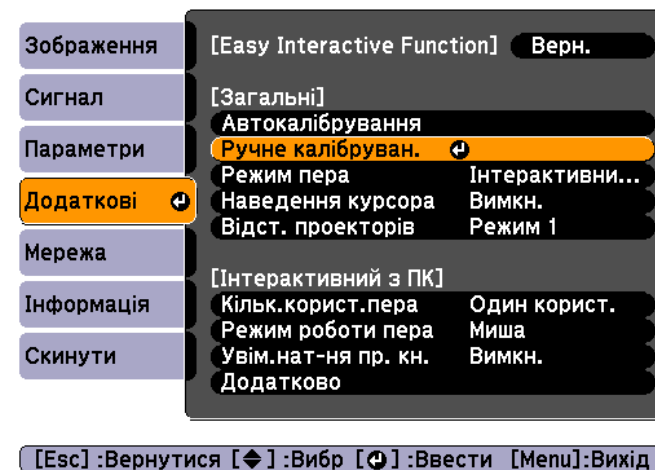 Зображення
Сигнал
Параметри
Додаткові
Мережа
Інформація
Скинути
[Easy Interactive Function] Верн.
[Загальні]
Автокалібрування
Ручне калібруван.
Режим пера Інтерактивни...
Наведення курсора Вимкн.
Відст. проекторів Режим 1
[Інтерактивний з ПК]
Кільк.корист.пера Один корист.
Режим роботи пера Миша
Увім.нат-ня пр. кн. Вимкн.
Додатково
[Esc] :Вернутися [◆] :Вибр [⏎] :Ввести [Menu]:Вихід